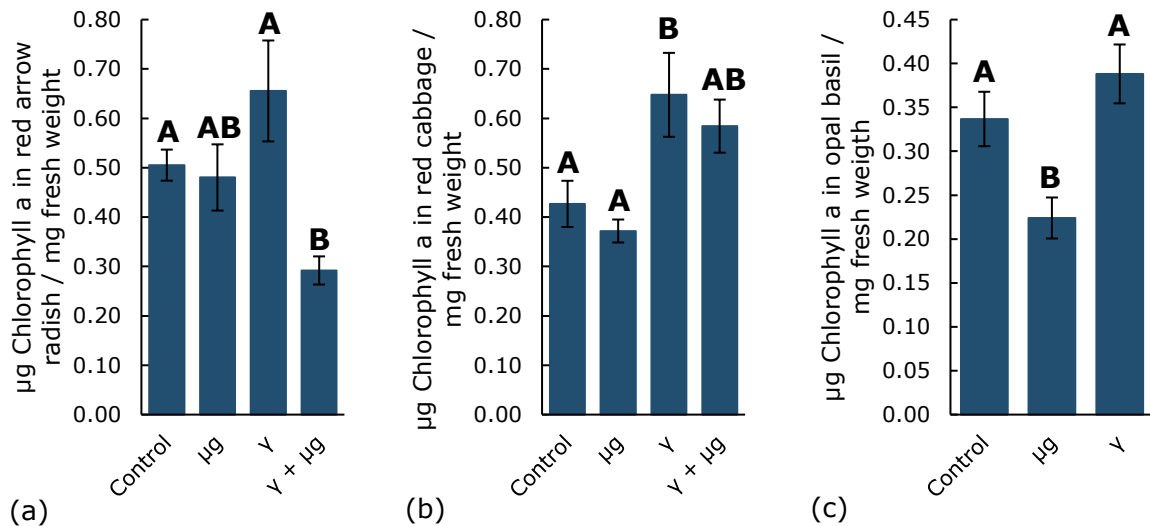 µg Chlorophyll a in red arrow
radish / mg fresh weight
0.80
0.70
0.60
0.50
0.40
0.30
0.20
0.10
0.00
A
AB
A
B
Control
µg
γ
γ + µg
(a)
µg Chlorophyll a in red cabbage /
mg fresh weight
0.80
0.70
0.60
0.50
0.40
0.30
0.20
0.10
0.00
A
A
B
AB
Control
µg
γ
γ + µg
(b)
µg Chlorophyll a in opal basil /
mg fresh weigth
0.45
0.40
0.35
0.30
0.25
0.20
0.15
0.10
0.05
0.00
A
B
A
Control
µg
γ
(c)